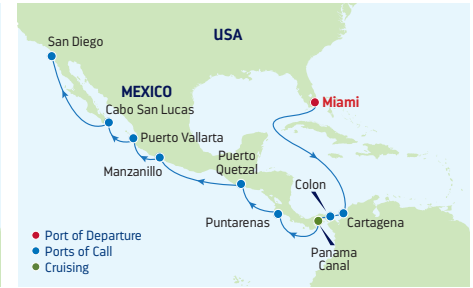 San Diego
USA
MEXICO
Miami
Cabo San Lucas
Puerto Vallarta
Manzanillo
Puerto
Quetzal
Colon
Puntarenas
Cartagena
Panama
Canal
Port of Departure
Ports of Call
Cruising